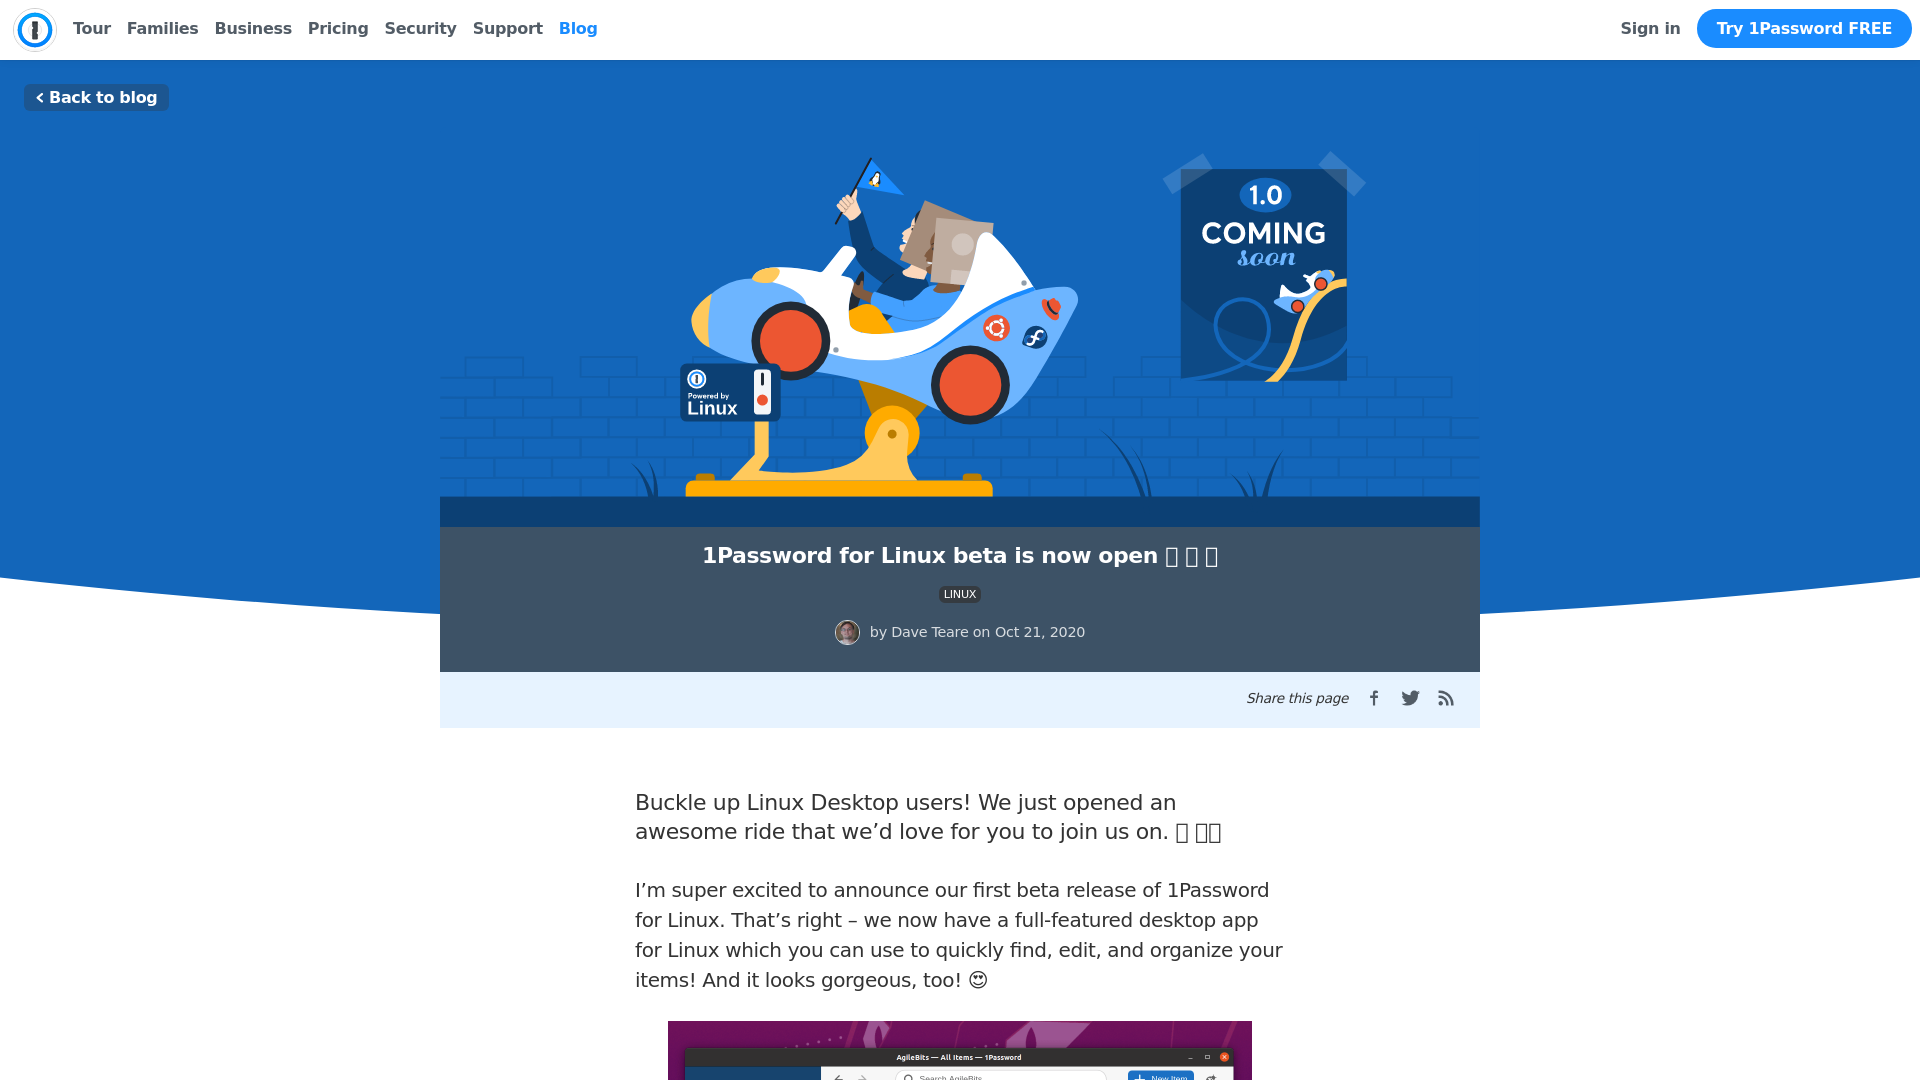 Tour Families Business Pricing Security Support Blog Sign in Try 1Password FREE
Back to blog
1.0
COMING
soon
Powered by
Linux
1Password for Linux beta is now open
LINUX
by Dave Teare on Oct 21, 2020
Share this page
Buckle up Linux Desktop users! We just opened an
awesome ride that we’d love for you to join us on.
I’m super excited to announce our first beta release of 1Password
for Linux. That’s right – we now have a full-featured desktop app
for Linux which you can use to quickly find, edit, and organize your
items! And it looks gorgeous, too! 😍
AgileBits — All Items — 1Password
Search AgileBits New Item